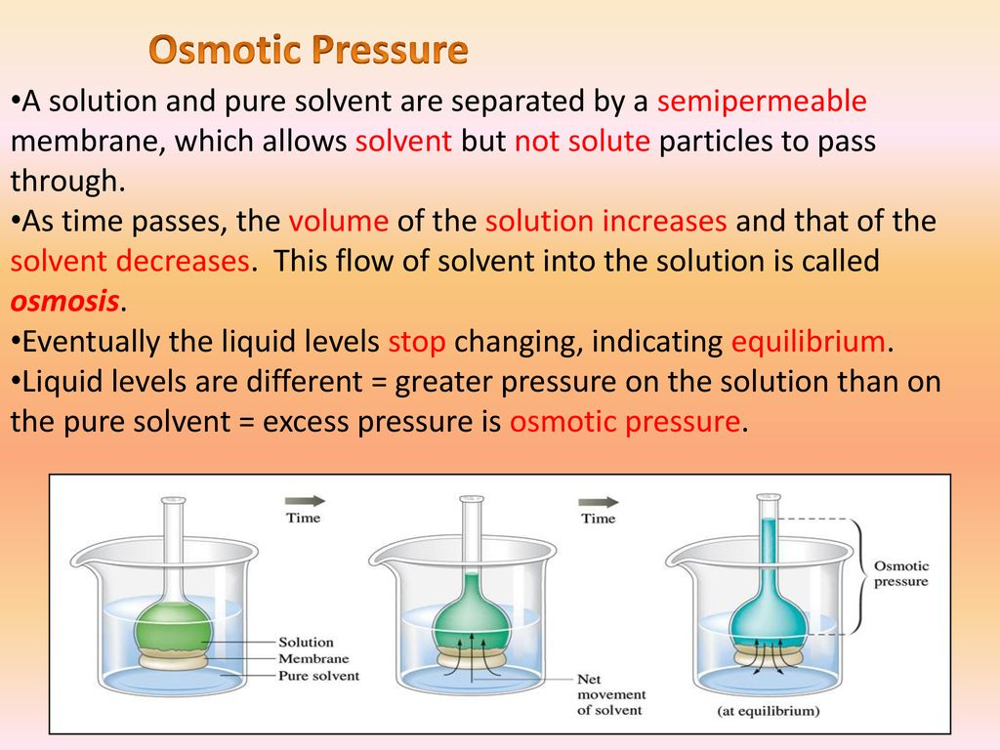 Osmotic Pressure
•A solution and pure solvent are separated by a semipermeable
membrane, which allows solvent but not solute particles to pass
through.
•As time passes, the volume of the solution increases and that of the
solvent decreases.  This flow of solvent into the solution is called
osmosis.
•Eventually the liquid levels stop changing, indicating equilibrium.
•Liquid levels are different = greater pressure on the solution than on
the pure solvent = excess pressure is osmotic pressure.
Time
Time
Osmotic
pressure
Solution
Membrane
Pure solvent
Net
movement
of solvent
(at equilibrium)